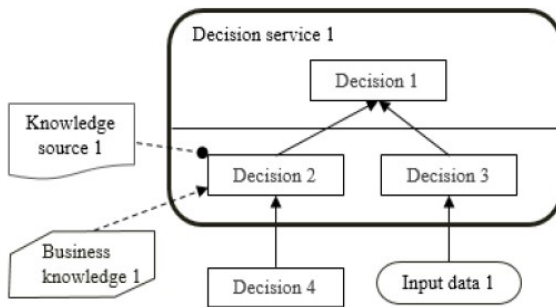 Decision service 1
Decision 1
Knowledge
source 1
Decision 2
Decision 3
Business
knowledge 1
Decision 4
Input data 1